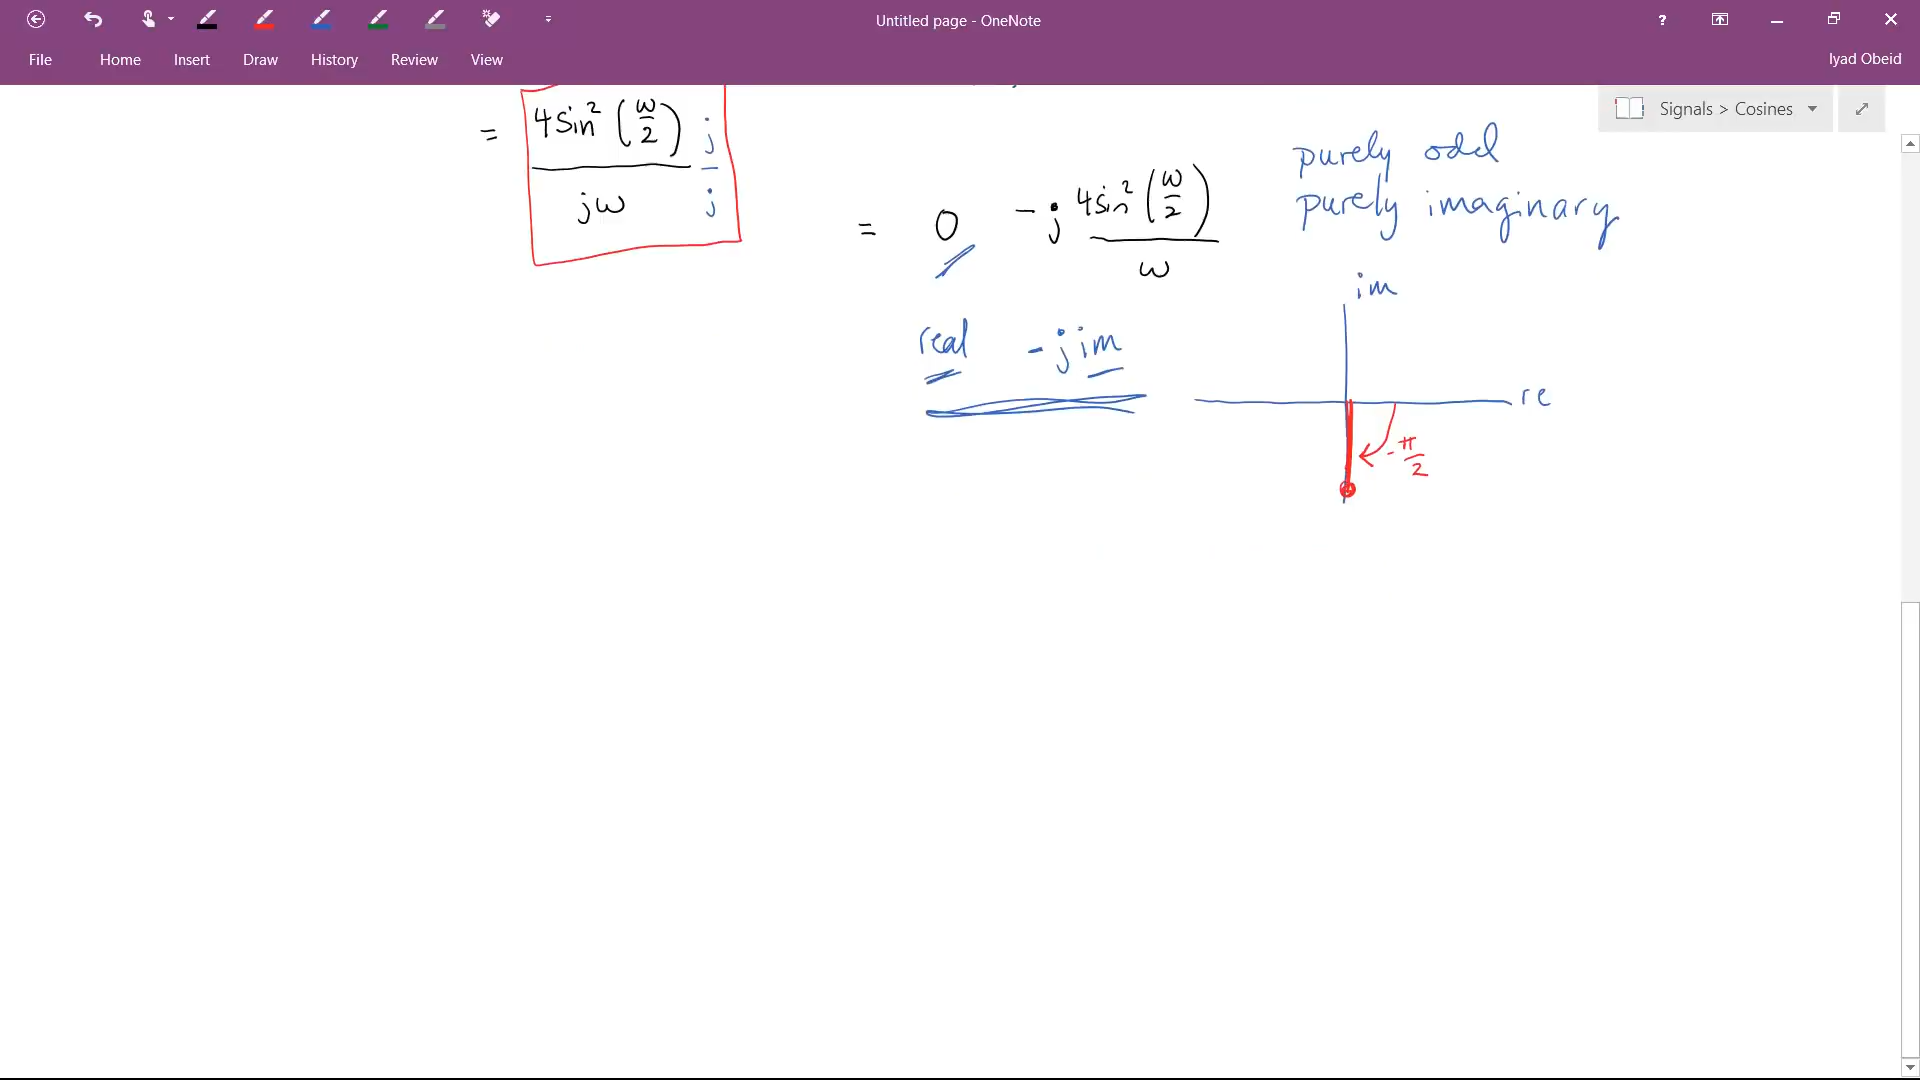 Untitled page - OneNote
?
File Home Insert Draw History Review View
Iyad Obeid
Signals > Cosines
= 4Sin² (ω/2) / jω j/j
= 0 -j 4sin² (ω/2) / ω
purely odd
purely imaginary
real -jim
im
re
-π/2